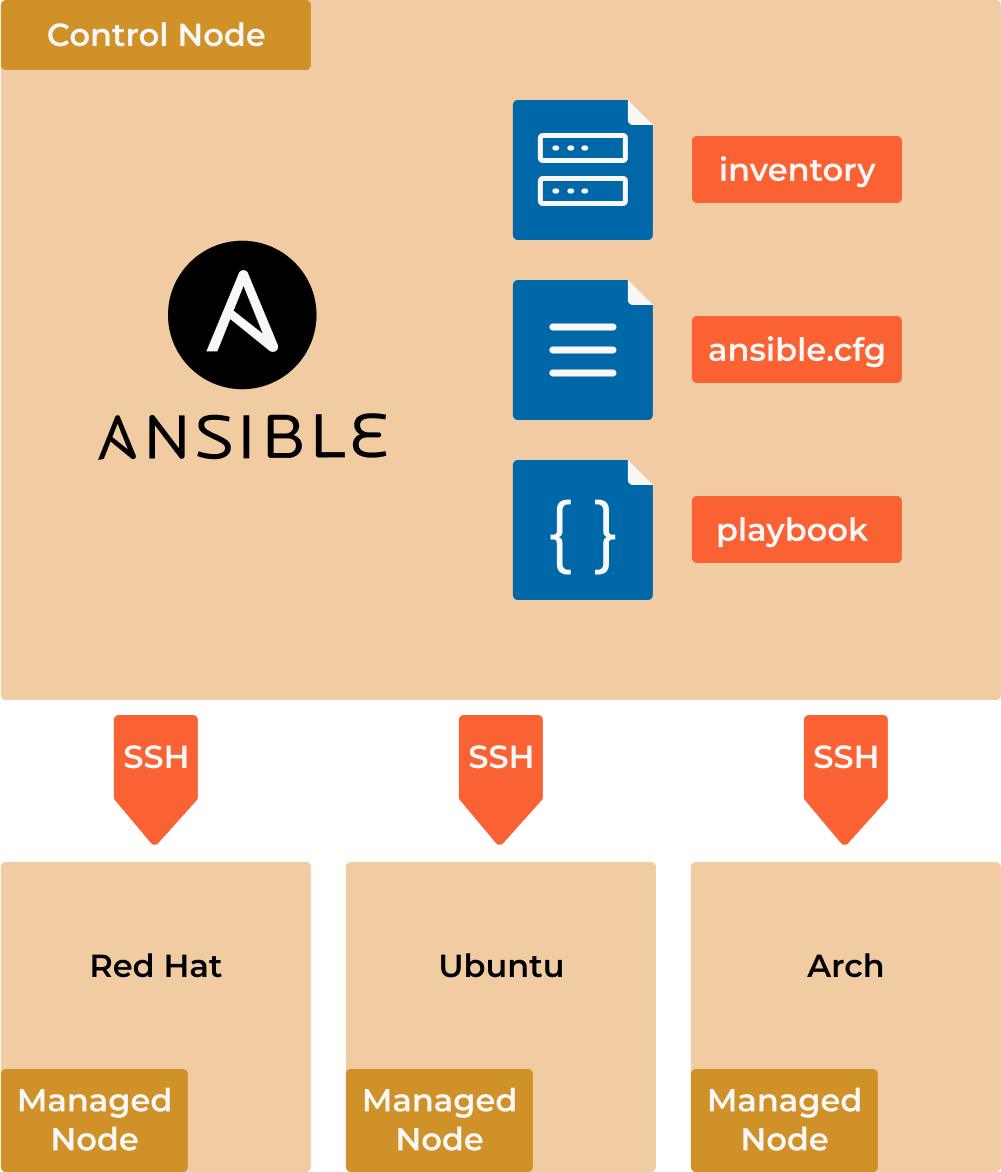 Control Node
inventory
ANSIBLE
ansible.cfg
playbook
SSH
SSH
SSH
Red Hat
Ubuntu
Arch
Managed
Node
Managed
Node
Managed
Node